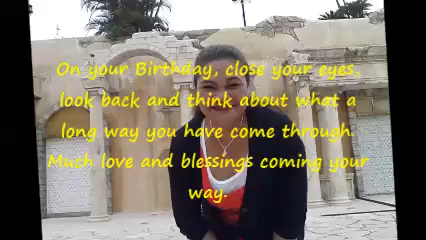 On your Birthday, close your eyes,
look back and think about what a
long way you have come through.
Much love and blessings coming your
way.